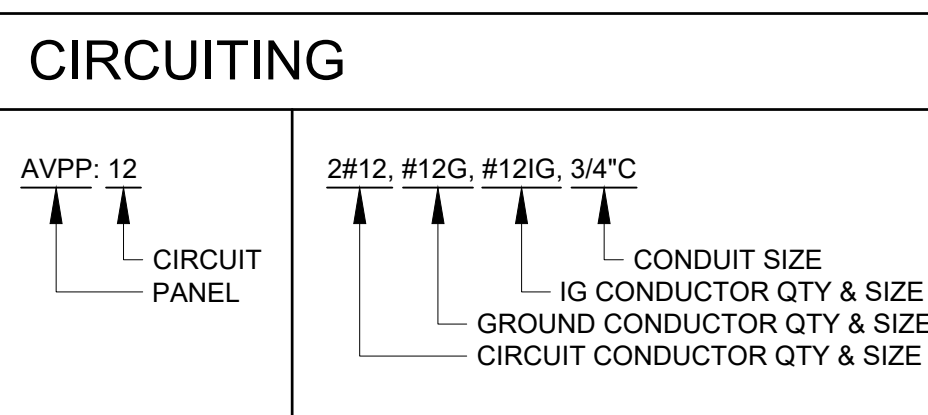 CIRCUITING
AVPP: 12
CIRCUIT
PANEL
2#12, #12G, #12IG, 3/4"C
CONDUIT SIZE
IG CONDUCTOR QTY & SIZE
GROUND CONDUCTOR QTY & SIZE
CIRCUIT CONDUCTOR QTY & SIZE